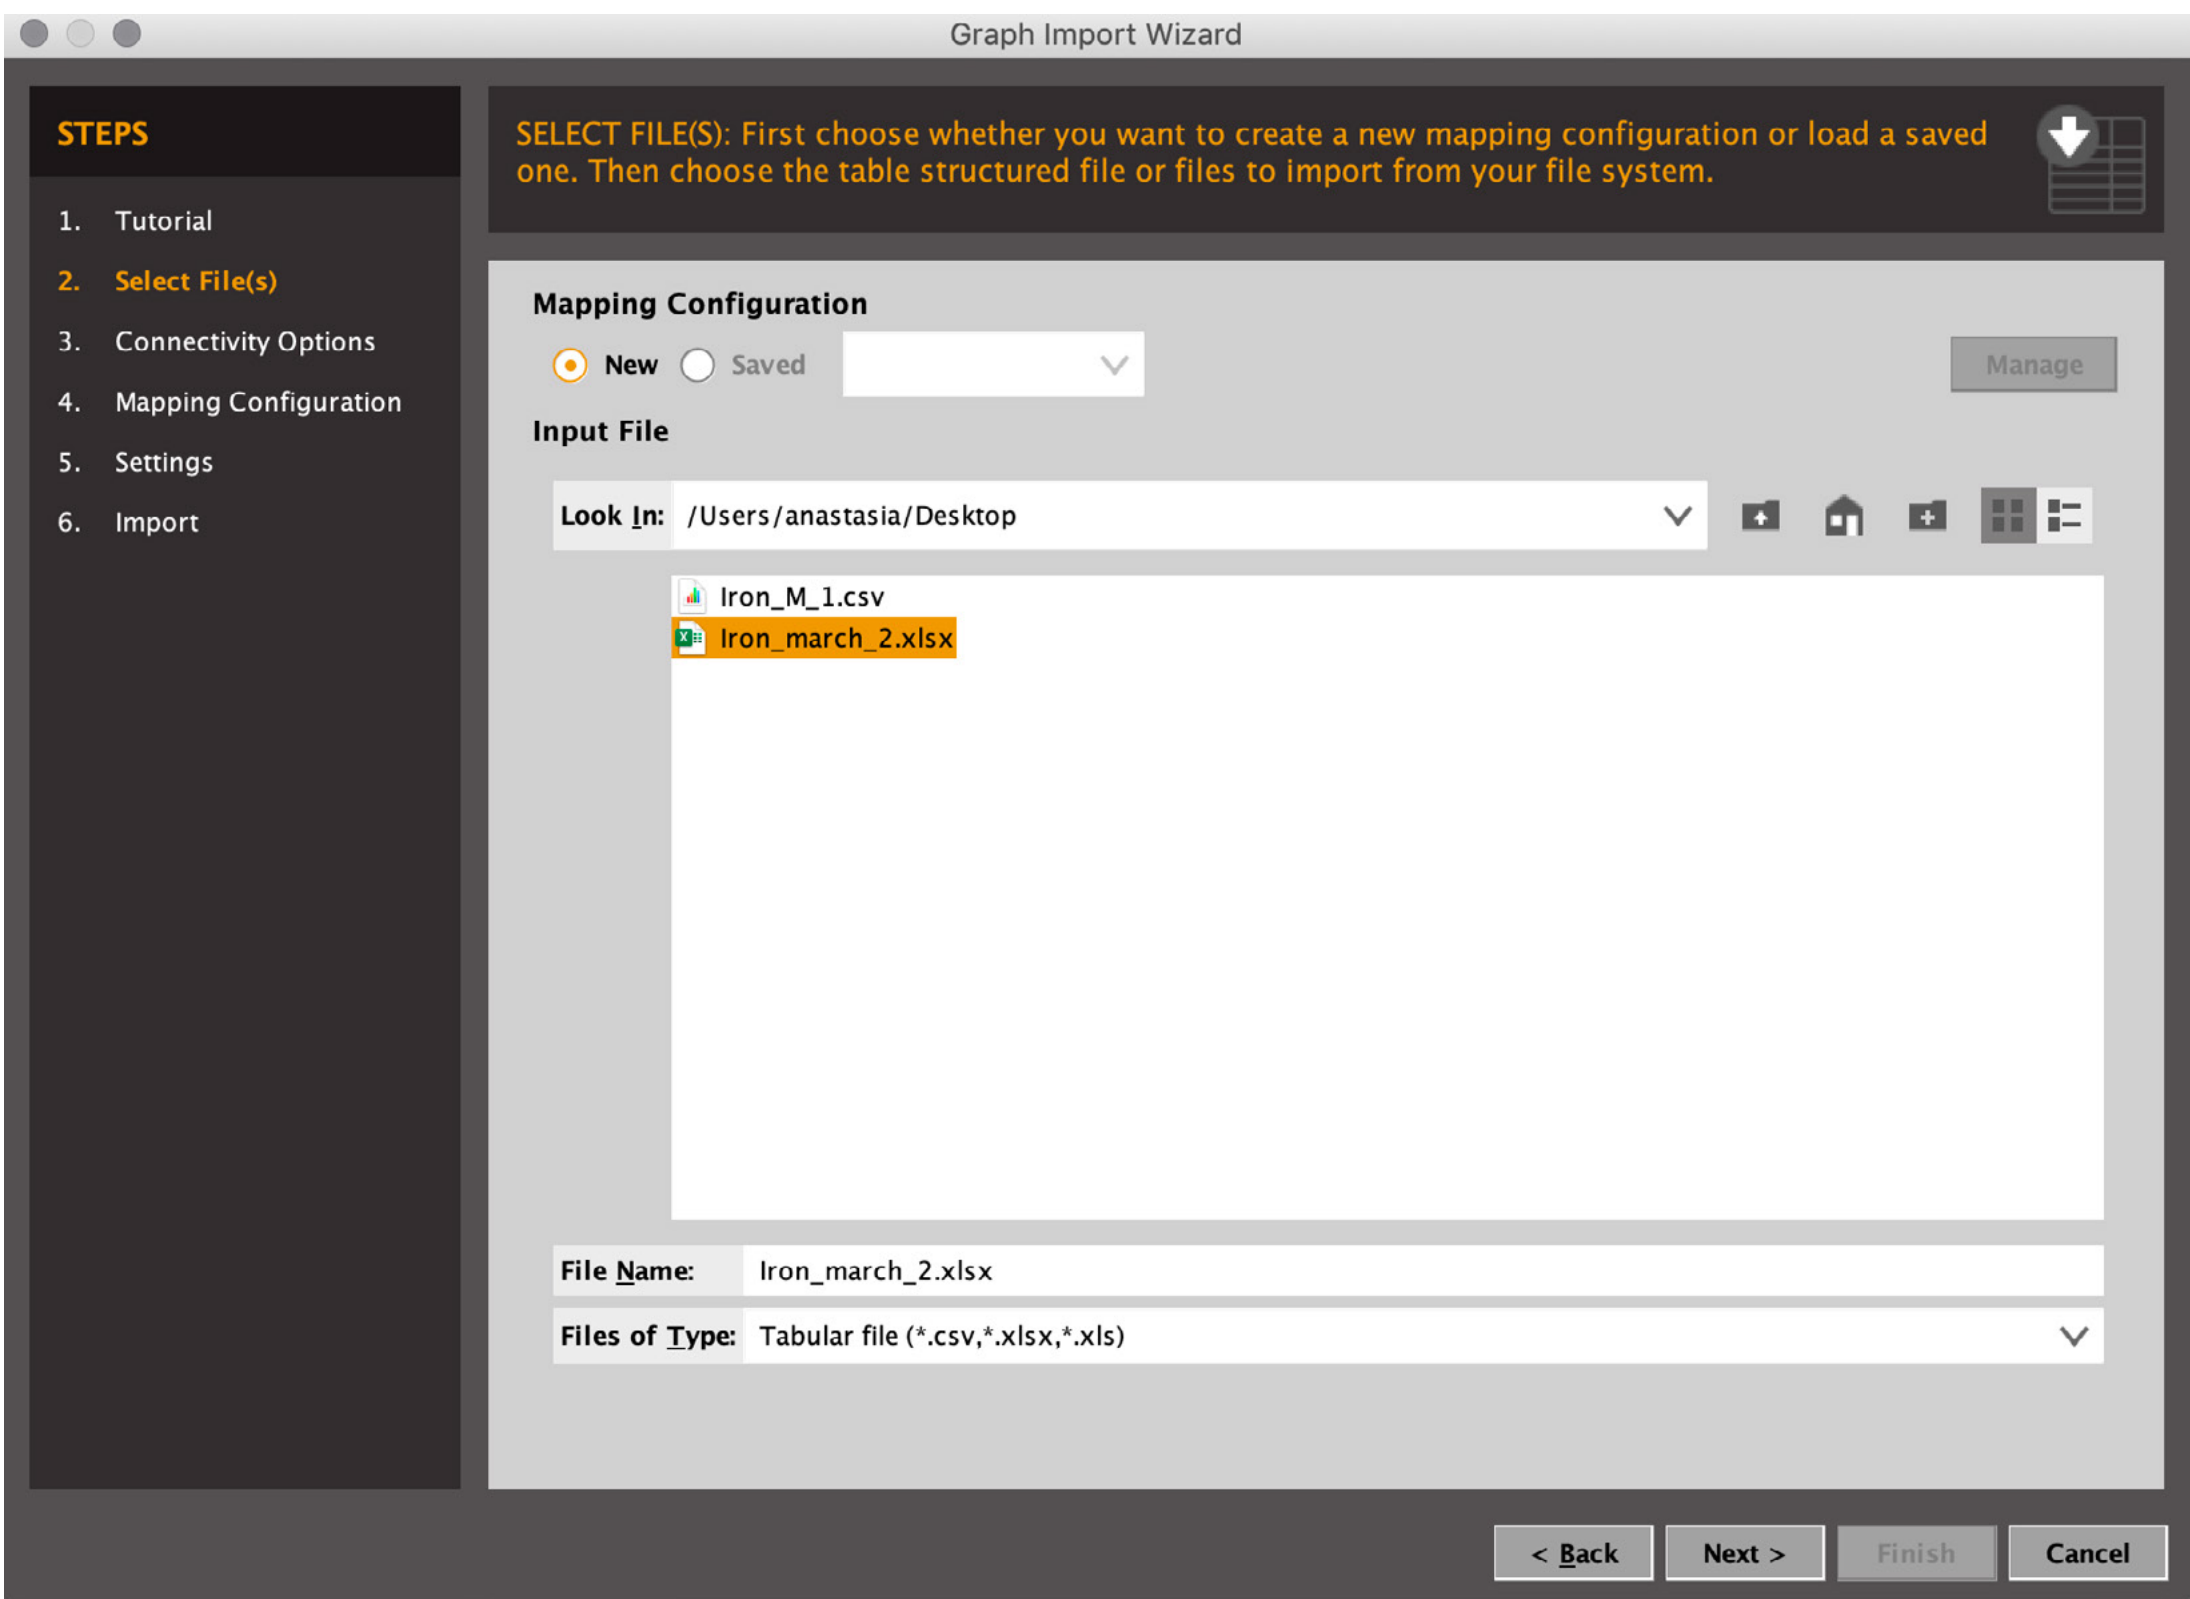 Graph Import Wizard
STEPS
1. Tutorial
2. Select File(s)
3. Connectivity Options
4. Mapping Configuration
5. Settings
6. Import
SELECT FILE(S): First choose whether you want to create a new mapping configuration or load a saved
one. Then choose the table structured file or files to import from your file system.
Mapping Configuration
New Saved
Manage
Input File
Look In: /Users/anastasia/Desktop
Iron_M_1.csv
Iron_march_2.xlsx
File Name: Iron_march_2.xlsx
Files of Type: Tabular file (*.csv,*.xlsx,*.xls)
< Back Next > Finish Cancel